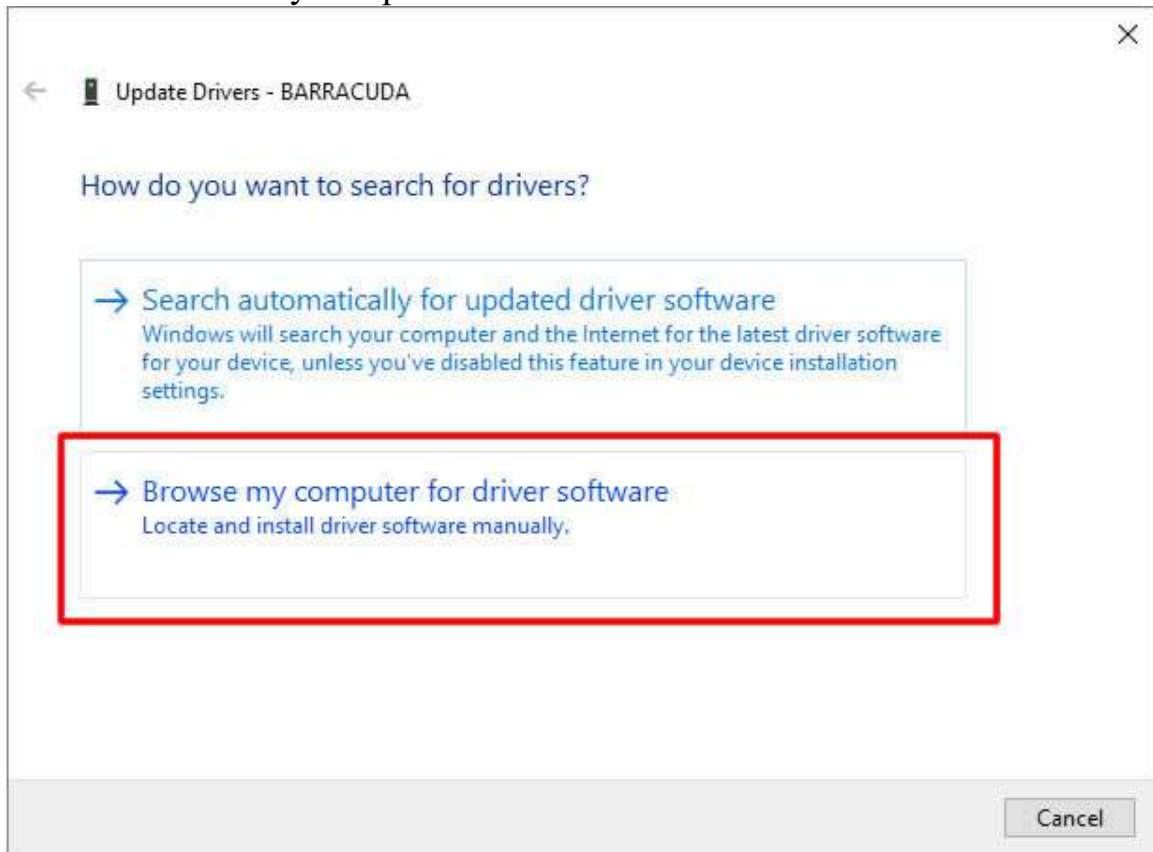 Update Drivers - BARRACUDA
How do you want to search for drivers?
Search automatically for updated driver software
Windows will search your computer and the Internet for the latest driver software
for your device, unless you've disabled this feature in your device installation
settings.
Browse my computer for driver software
Locate and install driver software manually.
Cancel